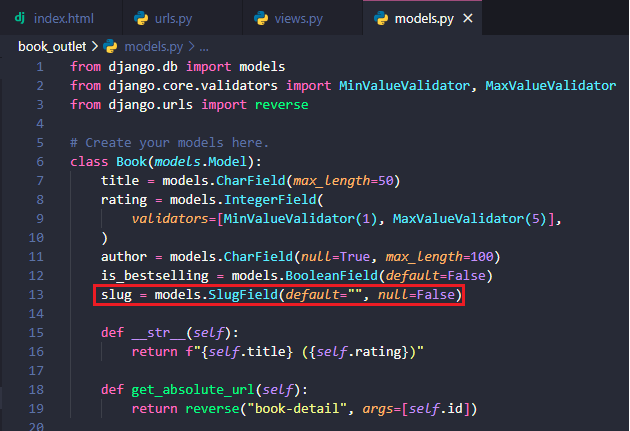 dj index.html urls.py views.py models.py ×
book_outlet > models.py > ...
1 from django.db import models
2 from django.core.validators import MinValueValidator, MaxValueValidator
3 from django.urls import reverse
4
5 # Create your models here.
6 class Book(models.Model):
7     title = models.CharField(max_length=50)
8     rating = models.IntegerField(
9         validators=[MinValueValidator(1), MaxValueValidator(5)],
10     )
11     author = models.CharField(null=True, max_length=100)
12     is_bestselling = models.BooleanField(default=False)
13     slug = models.SlugField(default="", null=False)
14
15     def __str__(self):
16         return f"{self.title} ({self.rating})"
17
18     def get_absolute_url(self):
19         return reverse("book-detail", args=[self.id])
20